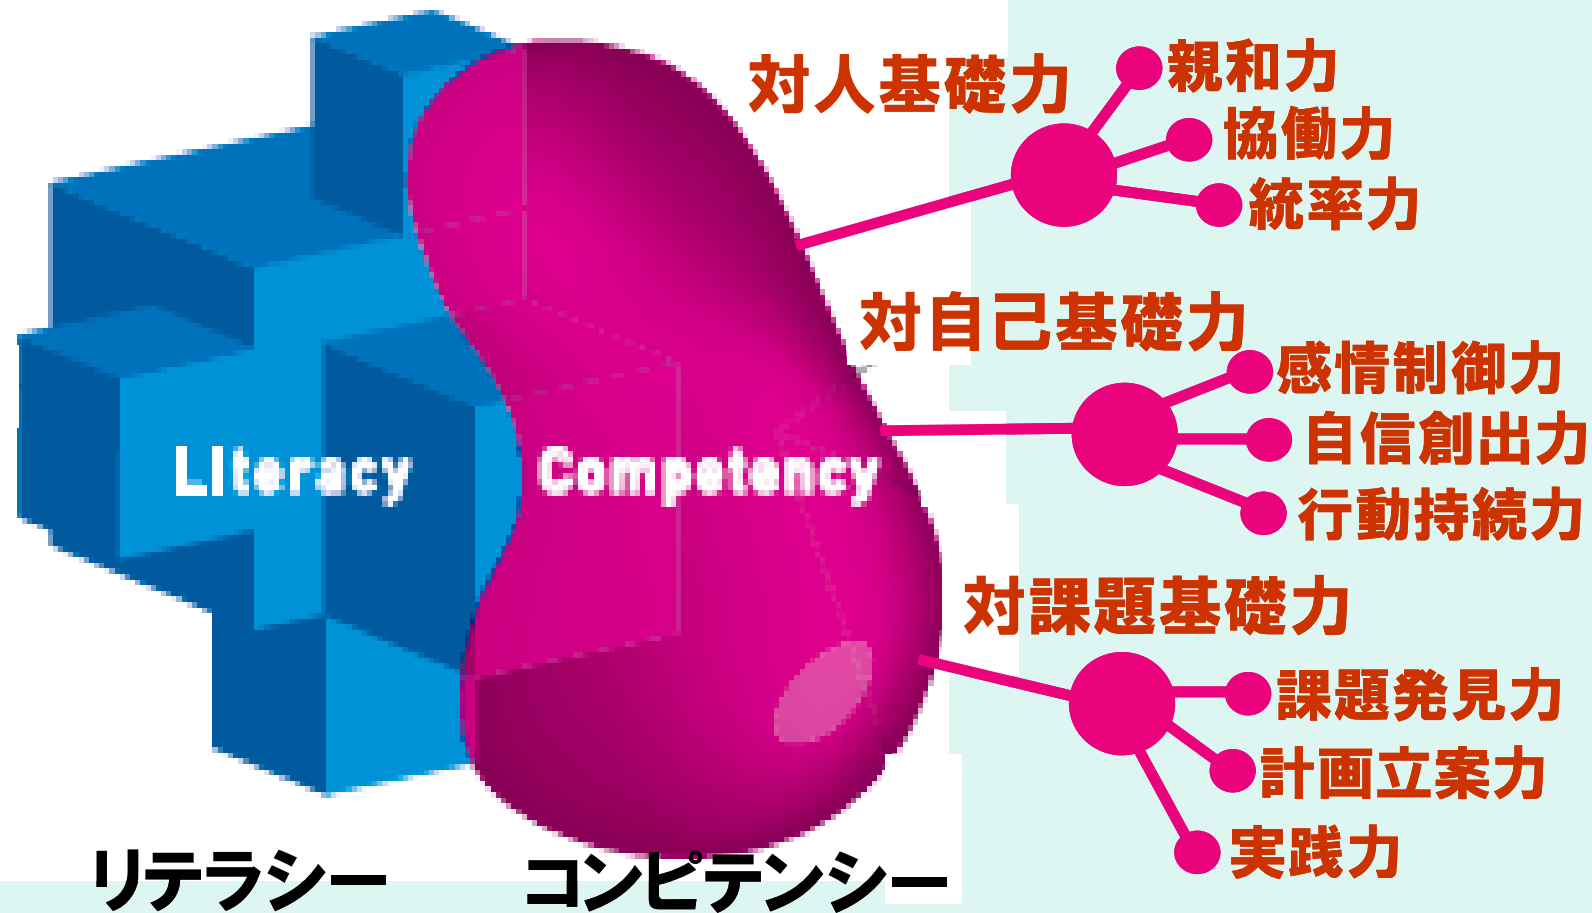 対人基礎力
親和力
協働力
統率力
対自己基礎力
感情制御力
自信創出力
行動持続力
LIteracy
Competency
対課題基礎力
課題発見力
計画立案力
実践力
リテラシー
コンピテンシー